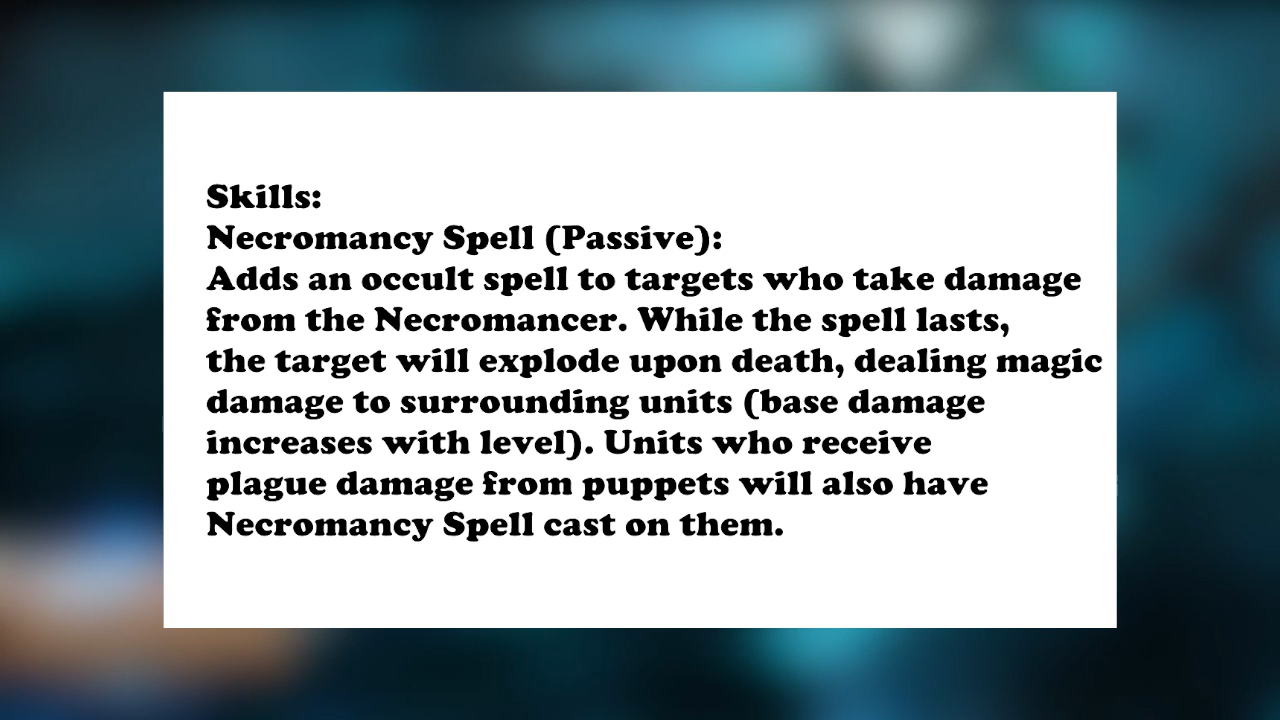 Skills:
Necromancy Spell (Passive):
Adds an occult spell to targets who take damage
from the Necromancer. While the spell lasts,
the target will explode upon death, dealing magic
damage to surrounding units (base damage
increases with level). Units who receive
plague damage from puppets will also have
Necromancy Spell cast on them.